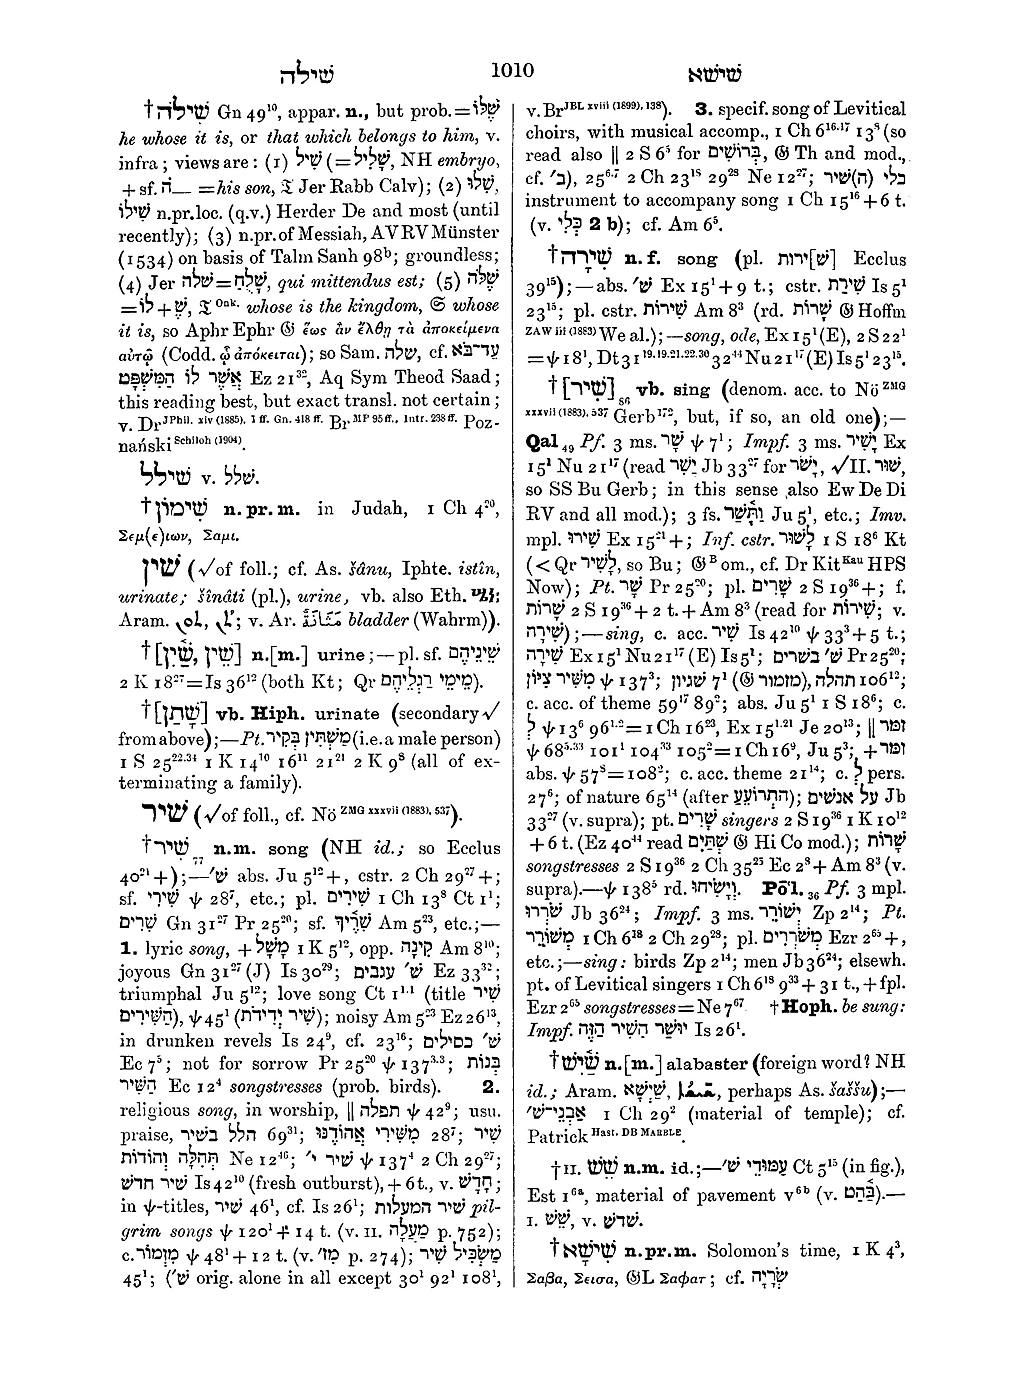 שׁילה
1010
שׁישׁא
†שִׁילֹה Gn 49¹⁰, appar. n., but prob. = שֶׁלּוֹ
he whose it is, or that which belongs to him, v.
infra; views are: (1) שִׁיל (=שָׁלִיל, NH embryo,
+ sf. הֹ— = his son, 𝔗 Jer Rabb Calv); (2) שִׁלוֹ,
שִׁילוֹ n.pr.loc. (q.v.) Herder De and most (until
recently); (3) n.pr. of Messiah, AV RV Münster
(1534) on basis of Talm Sanh 98ᵇ; groundless;
(4) Jer שׁלה=שָׁלֻחַ, qui mittendus est; (5) שֶׁלֹּה
=שֶׁ+לוֹ, 𝔗 Onk. whose is the kingdom, 𝔖 whose
it is, so Aphr Ephr 𝔊 ἕως ἂν ἔλθῃ τὰ ἀποκείμενα
αὐτῷ (Codd. ᾧ ἀπόκειται); so Sam. שׁלה, cf. עַד־בֹּא
אֲשֶׁר לוֹ הַמִּשְׁפָּט Ez 21³², Aq Sym Theod Saad;
this reading best, but exact transl. not certain;
v. Dr JPhil. xiv (1885), 1 ff. Gn. 418 ff. Br MP 95 ff., Intr. 238 ff. Poz-
nański Schiloh (1904).
שׁילל v. שׁלל.
†שִׁימוֹן n.pr.m. in Judah, 1 Ch 4²⁰,
Σεμ(ε)ιων, Σαμι.
שׁין (√of foll.; cf. As. šânu, Iphte. istîn,
urinate; šînâti (pl.), urine, vb. also Eth.
Aram. v. Ar. bladder (Wahrm)).
†[שַׁיִן, שֵׁין] n.[m.] urine;—pl. sf. שֵׁינֵיהֶם
2 K 18²⁷=Is 36¹² (both Kt; Qr מֵימֵי רַגְלֵיהֶם).
†[שָׁתַן] vb. Hiph. urinate (secondary √
from above);—Pt. מַשְׁתִּין בְּקִיר (i.e. a male person)
1 S 25²²·³⁴ 1 K 14¹⁰ 16¹¹ 21²¹ 2 K 9⁸ (all of ex-
terminating a family).
שׁיר (√of foll., cf. Nö ZMG xxxvii (1883), 537).
†שִׁיר ₇₇ n.m. song (NH id.; so Ecclus
40²¹+);—שׁ׳ abs. Ju 5¹²+, cstr. 2 Ch 29²⁷+;
sf. שִׁירִי ψ 28⁷, etc.; pl. שִׁירִים 1 Ch 13⁸ Ct 1¹;
שִׁרִים Gn 31²⁷ Pr 25²⁰; sf. שִׁרֶיךָ Am 5²³, etc.;—
1. lyric song, + מָשָׁל 1 K 5¹², opp. קִינָה Am 8¹⁰;
joyous Gn 31²⁷ (J) Is 30²⁹; שׁ׳ עגבים Ez 33³²;
triumphal Ju 5¹²; love song Ct 1¹·¹ (title שִׁיר
הַשִּׁירִים), ψ 45¹ (שִׁיר יְדִידֹת); noisy Am 5²³ Ez 26¹³,
in drunken revels Is 24⁹, cf. 23¹⁶; שׁ׳ כסילים
Ec 7⁵; not for sorrow Pr 25²⁰ ψ 137³·³; בְּנוֹת
הַשִּׁיר Ec 12⁴ songstresses (prob. birds). 2.
religious song, in worship, ∥ תפלה ψ 42⁹; usu.
praise, הלל בשׁיר 69³¹; מִשִּׁירִי אֲהוֹדֶנּוּ 28⁷; שִׁיר
תְּהִלָּה וְהוֹדוֹת Ne 12⁴⁶; שׁיר י׳ ψ 137⁴ 2 Ch 29²⁷;
שׁיר חדשׁ Is 42¹⁰ (fresh outburst), + 6 t., v. חָדָשׁ;
in ψ-titles, שׁיר 46¹, cf. Is 26¹; שׁיר המעלות pil-
grim songs ψ 120¹ + 14 t. (v. II. מַעֲלָה p. 752);
c. מִזְמוֹר ψ 48¹ + 12 t. (v. מִז׳ p. 274); מַשְׂכִּיל שִׁיר
45¹; (שׁ׳ orig. alone in all except 30¹ 92¹ 108¹,
v. Br JBL xviii (1899), 138). 3. specif. song of Levitical
choirs, with musical accomp., 1 Ch 6¹⁶·¹⁷ 13⁸ (so
read also ∥ 2 S 6⁵ for בְּרוֹשִׁים, 𝔊 Th and mod.,
cf. ב׳), 25⁶·⁷ 2 Ch 23¹⁸ 29²⁸ Ne 12²⁷; כלי (ה)שׁיר
instrument to accompany song 1 Ch 15¹⁶ + 6 t.
(v. כְּלִי 2 b); cf. Am 6⁵.
†שִׁירָה n.f. song (pl. [שׁ]ירות Ecclus
39¹⁵);—abs. שׁ׳ Ex 15¹ + 9 t.; cstr. שִׁירַת Is 5¹
23¹⁵; pl. cstr. שִׁירוֹת Am 8³ (rd. שָׁרוֹת 𝔊 Hoffm
ZAW iii (1883) We al.);—song, ode, Ex 15¹ (E), 2 S 22¹
=ψ 18¹, Dt 31¹⁹·¹⁹·²¹·²²·³⁰ 32⁴⁴ Nu 21¹⁷ (E) Is 5¹ 23¹⁵.
†[שִׁיר] ₈₆ vb. sing (denom. acc. to Nö ZMG
xxxvii (1883), 537 Gerb¹⁷², but, if so, an old one);—
Qal ₄₉ Pf. 3 ms. שָׁר ψ 7¹; Impf. 3 ms. יָשִׁיר Ex
15¹ Nu 21¹⁷ (read יָשַׁר Jb 33²⁷ for יָשֹׁר, √II. שׁור,
so SS Bu Gerb; in this sense also Ew De Di
RV and all mod.); 3 fs. וַתָּשַׁר Ju 5¹, etc.; Imv.
mpl. שִׁירוּ Ex 15²¹+; Inf. cstr. לָשׁוּר 1 S 18⁶ Kt
(< Qr לָשִׁיר, so Bu; 𝔊ᴮ om., cf. Dr Kit Kau HPS
Now); Pt. שָׁר Pr 25²⁰; pl. שָׁרִים 2 S 19³⁶+; f.
שָׁרוֹת 2 S 19³⁶ + 2 t. + Am 8³ (read for שִׁירוֹת; v.
שִׁירָה);—sing, c. acc. שִׁיר Is 42¹⁰ ψ 33³ + 5 t.;
שִׁירָה Ex 15¹ Nu 21¹⁷ (E) Is 5¹; שׁ׳ בשׁרים Pr 25²⁰;
מִשִּׁיר צִיּוֹן ψ 137³; שׁגיון 7¹ (𝔊 מזמור), תהלה 106¹²;
c. acc. of theme 59¹⁷ 89²; abs. Ju 5¹ 1 S 18⁶; c.
לְ ψ 13⁶ 96¹·²=1 Ch 16²³, Ex 15¹·²¹ Je 20¹³; ∥ זמר
ψ 68⁵·³³ 101¹ 104³³ 105²=1 Ch 16⁹, Ju 5³; + זמר
abs. ψ 57⁸=108²; c. acc. theme 21¹⁴; c. לְ pers.
27⁶; of nature 65¹⁴ (after הִתְרוֹעֵעַ); עַל אנשׁים Jb
33²⁷ (v. supra); pt. שָׁרִים singers 2 S 19³⁶ 1 K 10¹²
+ 6 t. (Ez 40⁴⁴ read שְׁתַּיִם 𝔊 Hi Co mod.); שָׁרוֹת
songstresses 2 S 19³⁶ 2 Ch 35²⁵ Ec 2⁸ + Am 8³ (v.
supra).—ψ 138⁵ rd. וְיָשִׂיחוּ. Pōʻl. ₃₆ Pf. 3 mpl.
שֹׁרְרוּ Jb 36²⁴; Impf. 3 ms. יְשׁוֹרֵר Zp 2¹⁴; Pt.
מְשׁוֹרֵר 1 Ch 6¹⁸ 2 Ch 29²⁸; pl. מְשֹׁרְרִים Ezr 2⁶⁵+,
etc.;—sing: birds Zp 2¹⁴; men Jb 36²⁴; elsewh.
pt. of Levitical singers 1 Ch 6¹⁸ 9³³ + 31 t., + fpl.
Ezr 2⁶⁵ songstresses=Ne 7⁶⁷. †Hoph. be sung:
Impf. יוּשַׁר הַשִּׁיר הַזֶּה Is 26¹.
†שַׁיִשׁ n.[m.] alabaster (foreign word? NH
id.; Aram. שִׁישָׁא, perhaps As. šaššu);—
אַבְנֵי־שׁ׳ 1 Ch 29² (material of temple); cf.
Patrick Hast. DB MARBLE.
†II. שֵׁשׁ n.m. id.;—עַמּוּדֵי שׁ׳ Ct 5¹⁵ (in fig.),
Est 1⁶ᵃ, material of pavement v⁶ᵇ (v. בַּהַט).—
I. שֵׁשׁ, v. שׁדשׁ.
†שִׁישָׁא n.pr.m. Solomon's time, 1 K 4³,
Σαβα, Σεισα, 𝔊L Σαφατ; cf. שְׂרָיָה